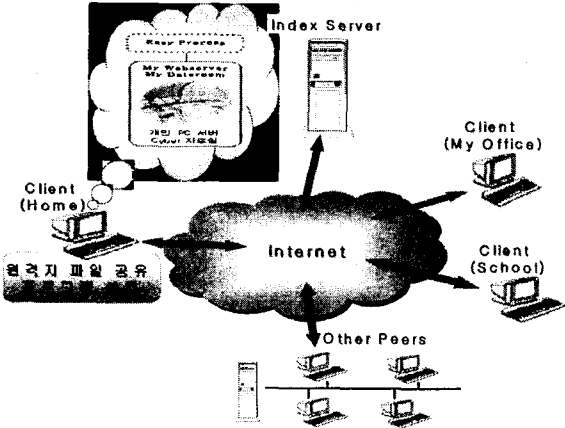 Index Server
Easy Process
My Webserver
My Dataroom
개인 PC 서버
Cyber 자료실
Client
(My Office)
Client
(Home)
Internet
원격지 파일 공유
Client
(School)
Other Peers